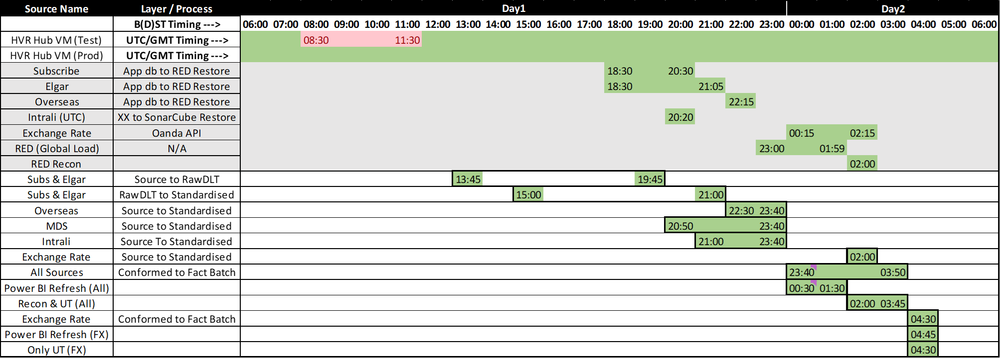 Source Name Layer / Process Day1 Day2
B(D)ST Timing ---> 06:00 07:00 08:00 09:00 10:00 11:00 12:00 13:00 14:00 15:00 16:00 17:00 18:00 19:00 20:00 21:00 22:00 23:00 00:00 01:00 02:00 03:00 04:00 05:00 06:00
HVR Hub VM (Test) UTC/GMT Timing ---> 08:30 11:30
HVR Hub VM (Prod) UTC/GMT Timing --->
Subscribe App db to RED Restore 18:30 20:30
Elgar App db to RED Restore 18:30 21:05
Overseas App db to RED Restore 22:15
Intrali (UTC) XX to SonarCube Restore 20:20
Exchange Rate Oanda API 00:15 02:15
RED (Global Load) N/A 23:00 01:59
RED Recon 02:00
Subs & Elgar Source to RawDLT 13:45 19:45
Subs & Elgar RawDLT to Standardised 15:00 21:00
Overseas Source to Standardised 22:30 23:40
MDS Source to Standardised 20:50 23:40
Intrali Source To Standardised 21:00 23:40
Exchange Rate Source to Standardised 02:00
All Sources Conformed to Fact Batch 23:40 03:50
Power BI Refresh (All) 00:30 01:30
Recon & UT (All) 02:00 03:45
Exchange Rate Conformed to Fact Batch 04:30
Power BI Refresh (FX) 04:45
Only UT (FX) 04:30